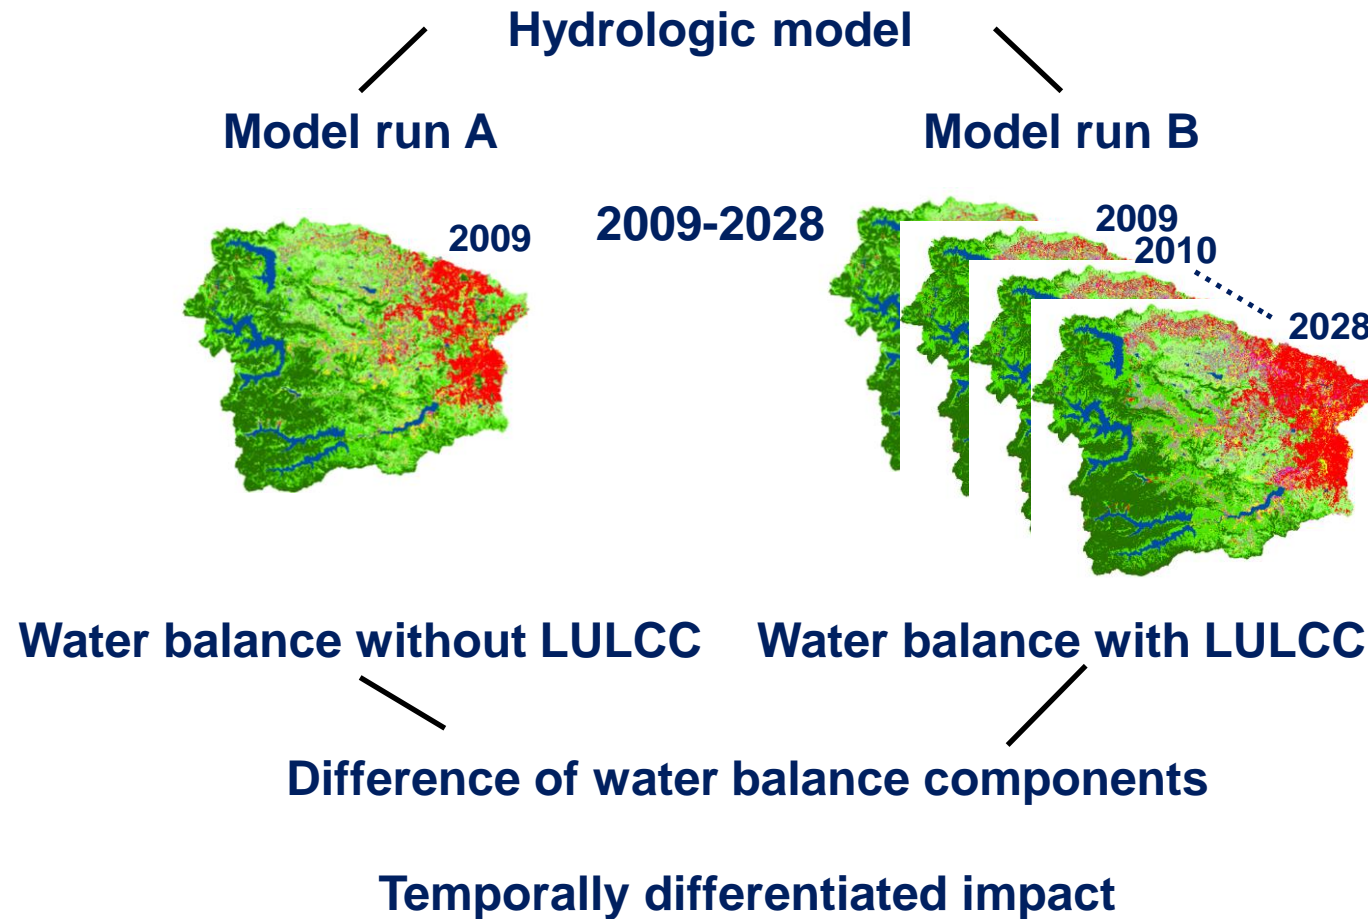 Hydrologic model
Model run A
Model run B
2009
2009-2028
2009
2010
2028
Water balance without LULCC
Water balance with LULCC
Difference of water balance components
Temporally differentiated impact